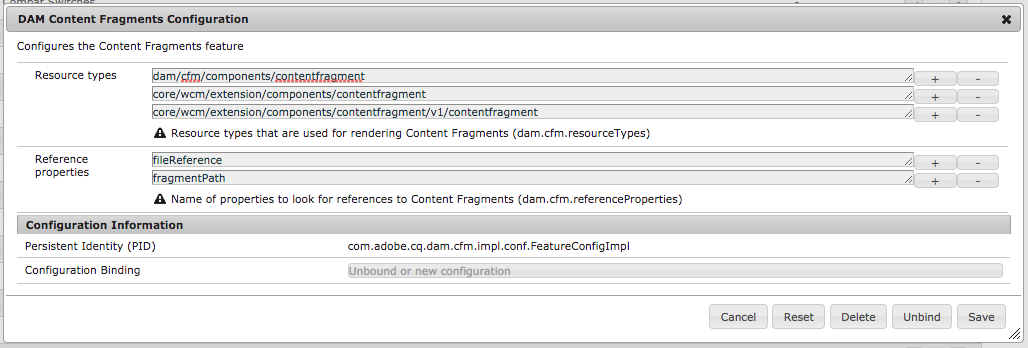 DAM Content Fragments Configuration
Configures the Content Fragments feature
Resource types
dam/cfm/components/contentfragment
+ -
core/wcm/extension/components/contentfragment
+ -
core/wcm/extension/components/contentfragment/v1/contentfragment
+ -
Resource types that are used for rendering Content Fragments (dam.cfm.resourceTypes)
Reference properties
fileReference
+ -
fragmentPath
+ -
Name of properties to look for references to Content Fragments (dam.cfm.referenceProperties)
Configuration Information
Persistent Identity (PID) com.adobe.cq.dam.cfm.impl.conf.FeatureConfigImpl
Configuration Binding Unbound or new configuration
Cancel Reset Delete Unbind Save